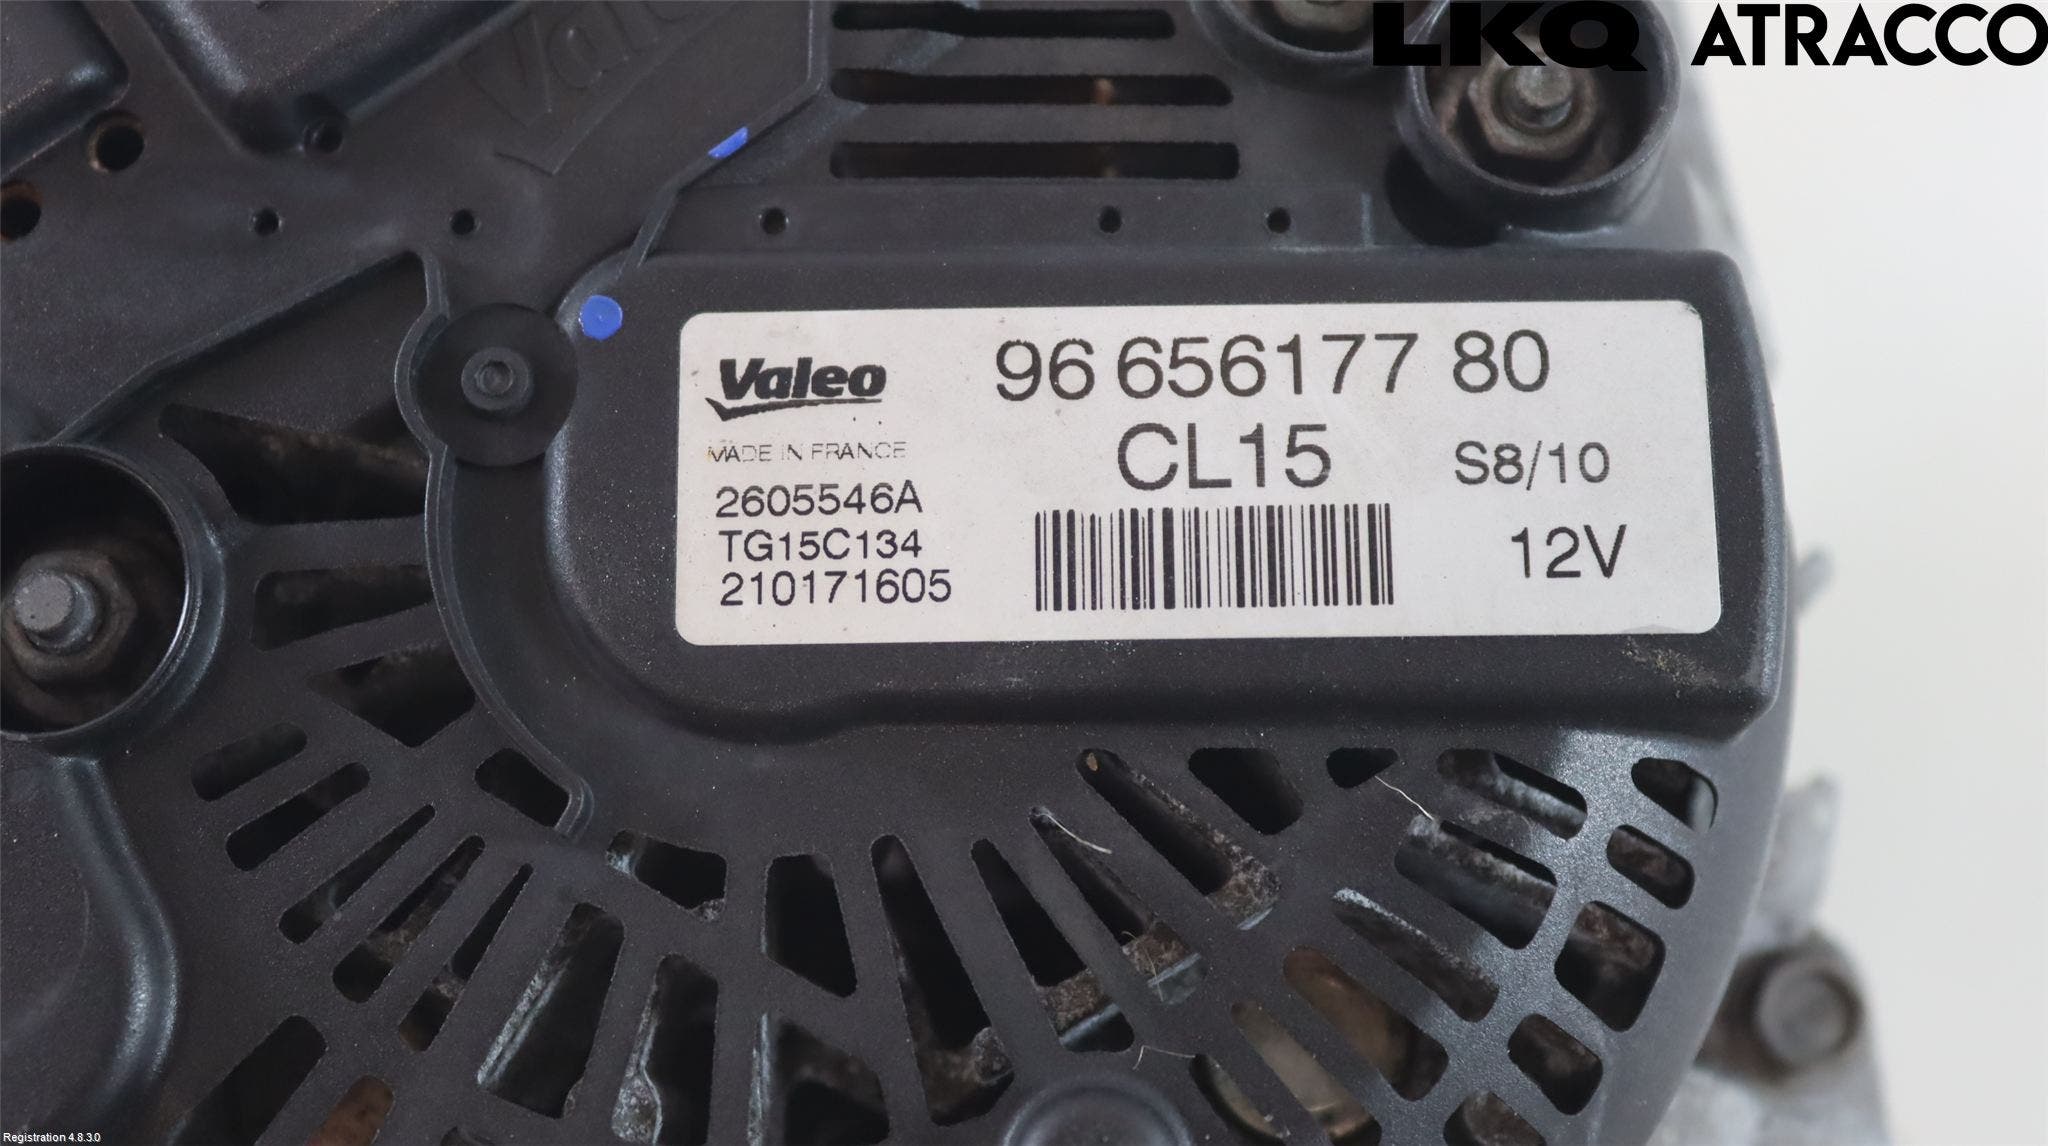 LKQ ATRACCO
Vale
Valeo
96 656177 80
MADE IN FRANCE
CL15
S8/10
2605546A
TG15C134
12V
210171605
Registration 4.8.3.0